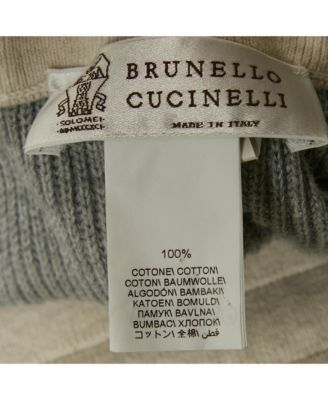 BRUNELLO
CUCINELLI
SOLOMEO
MADE IN ITALY
100%
COTONE\ COTTON\
COTON\ BAUMWOLLE\
ALGODÓN\ BAMBAKI\
KATOEN\ BOMULD\
ПАМУК\ BAVLNA\
BUMBAC\ ХЛОПОК\
コットン\ 全棉\ قطن\